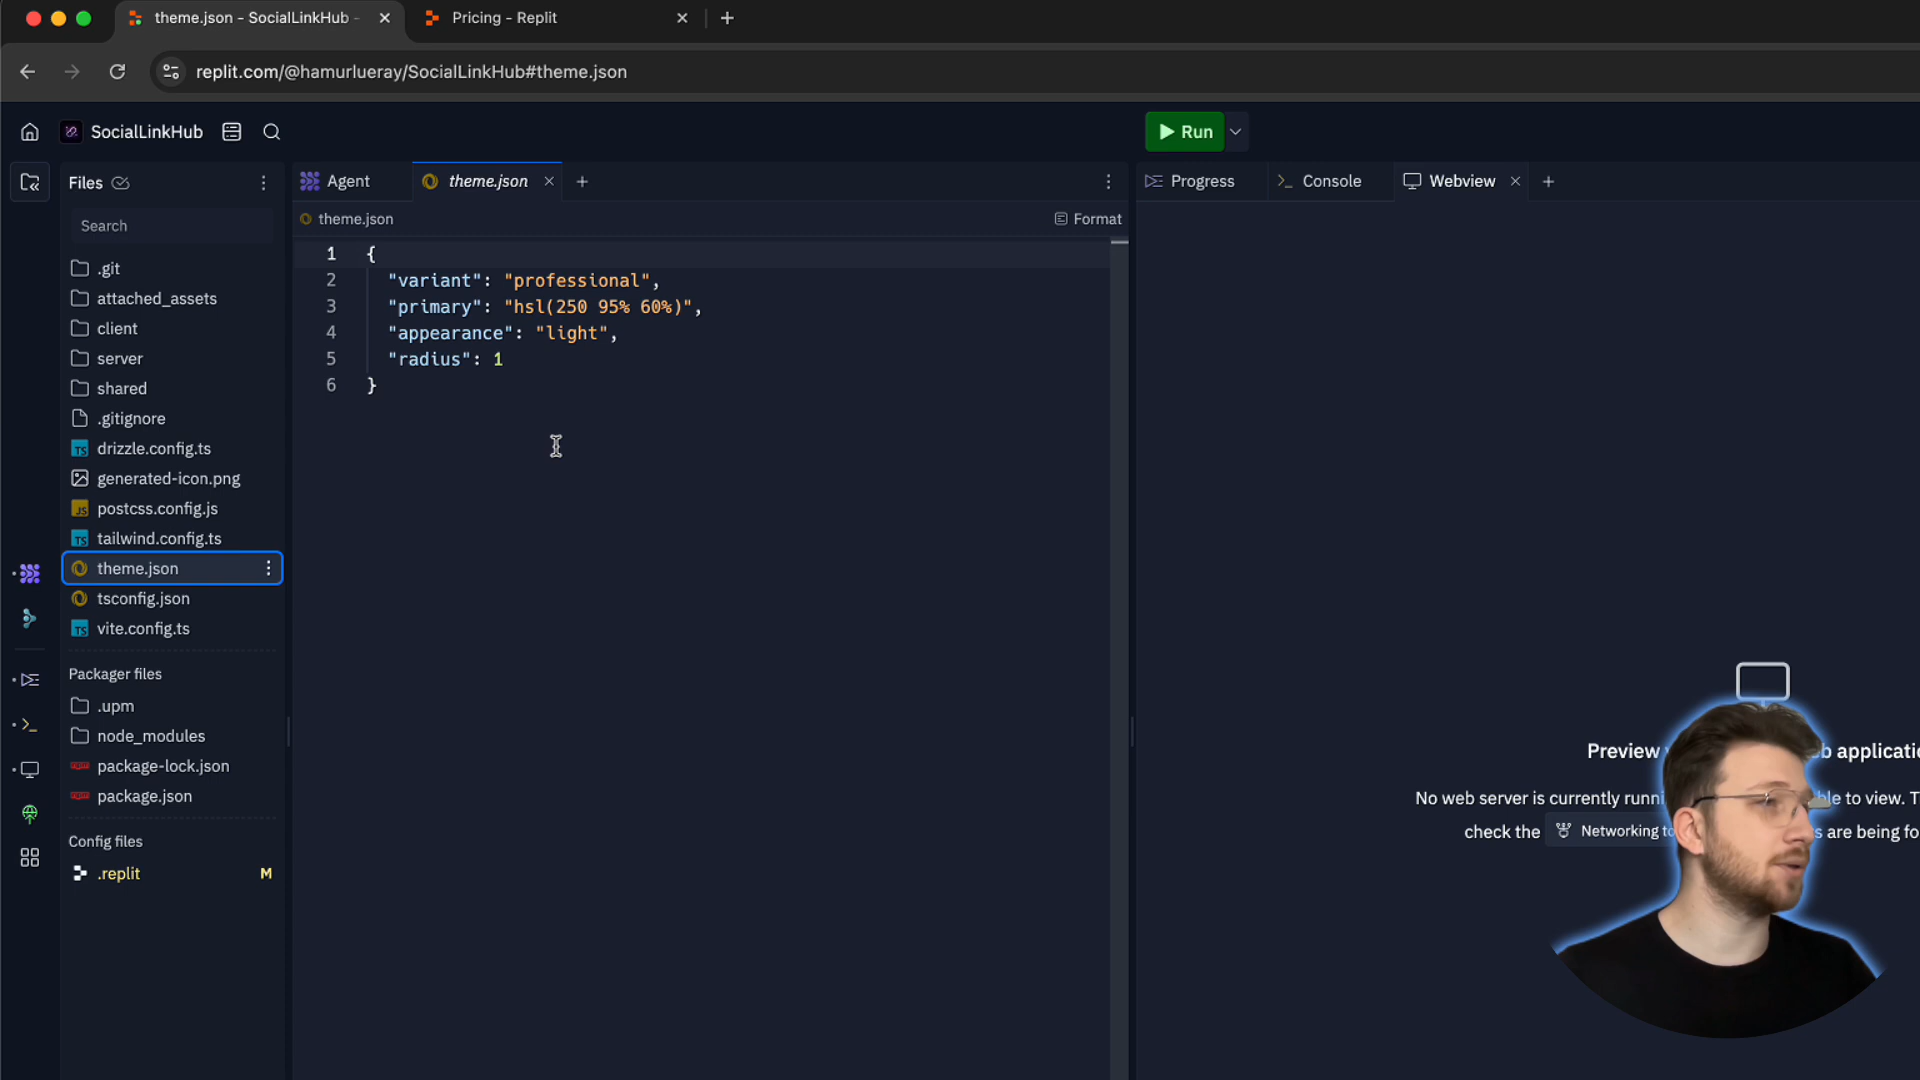 theme.json - SocialLinkHub -
Pricing - Replit
replit.com/@hamurlueray/SocialLinkHub#theme.json
SocialLinkHub
Run
Files
Agent
theme.json
Progress
Console
Webview
Search
theme.json
Format
1 {
2 "variant": "professional",
3 "primary": "hsl(250 95% 60%)",
4 "appearance": "light",
5 "radius": 1
6 }
.git
attached_assets
client
server
shared
.gitignore
drizzle.config.ts
generated-icon.png
postcss.config.js
tailwind.config.ts
theme.json
tsconfig.json
vite.config.ts
Packager files
.upm
node_modules
package-lock.json
package.json
Config files
.replit M
Preview
No web server is currently
to view.
check the Networking
are being